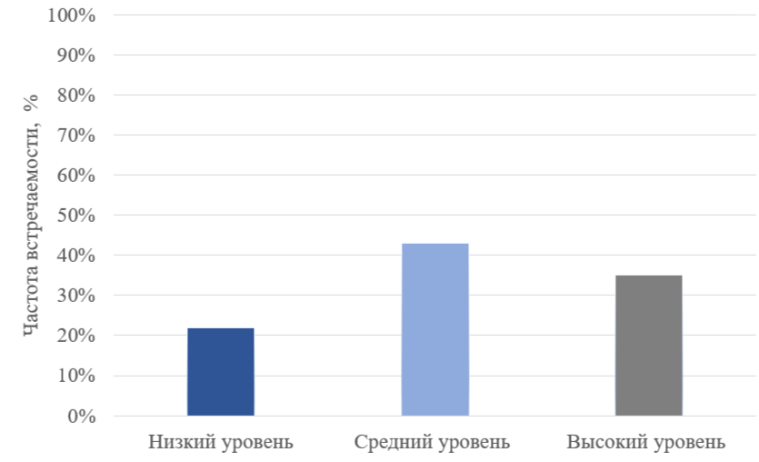 100%
90%
80%
70%
60%
50%
40%
30%
20%
10%
0%
Частота встречаемости, %
Низкий уровень
Средний уровень
Высокий уровень